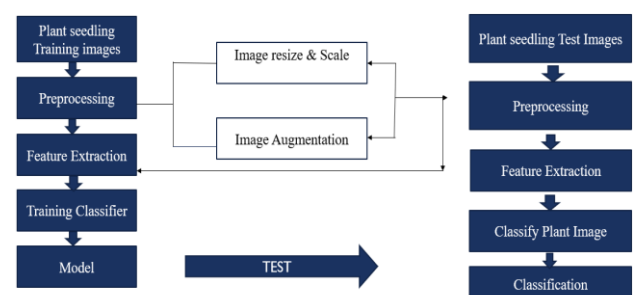 Plant seedling
Training images
Preprocessing
Feature Extraction
Training Classifier
Model
Image resize & Scale
Image Augmentation
TEST
Plant seedling Test Images
Preprocessing
Feature Extraction
Classify Plant Image
Classification